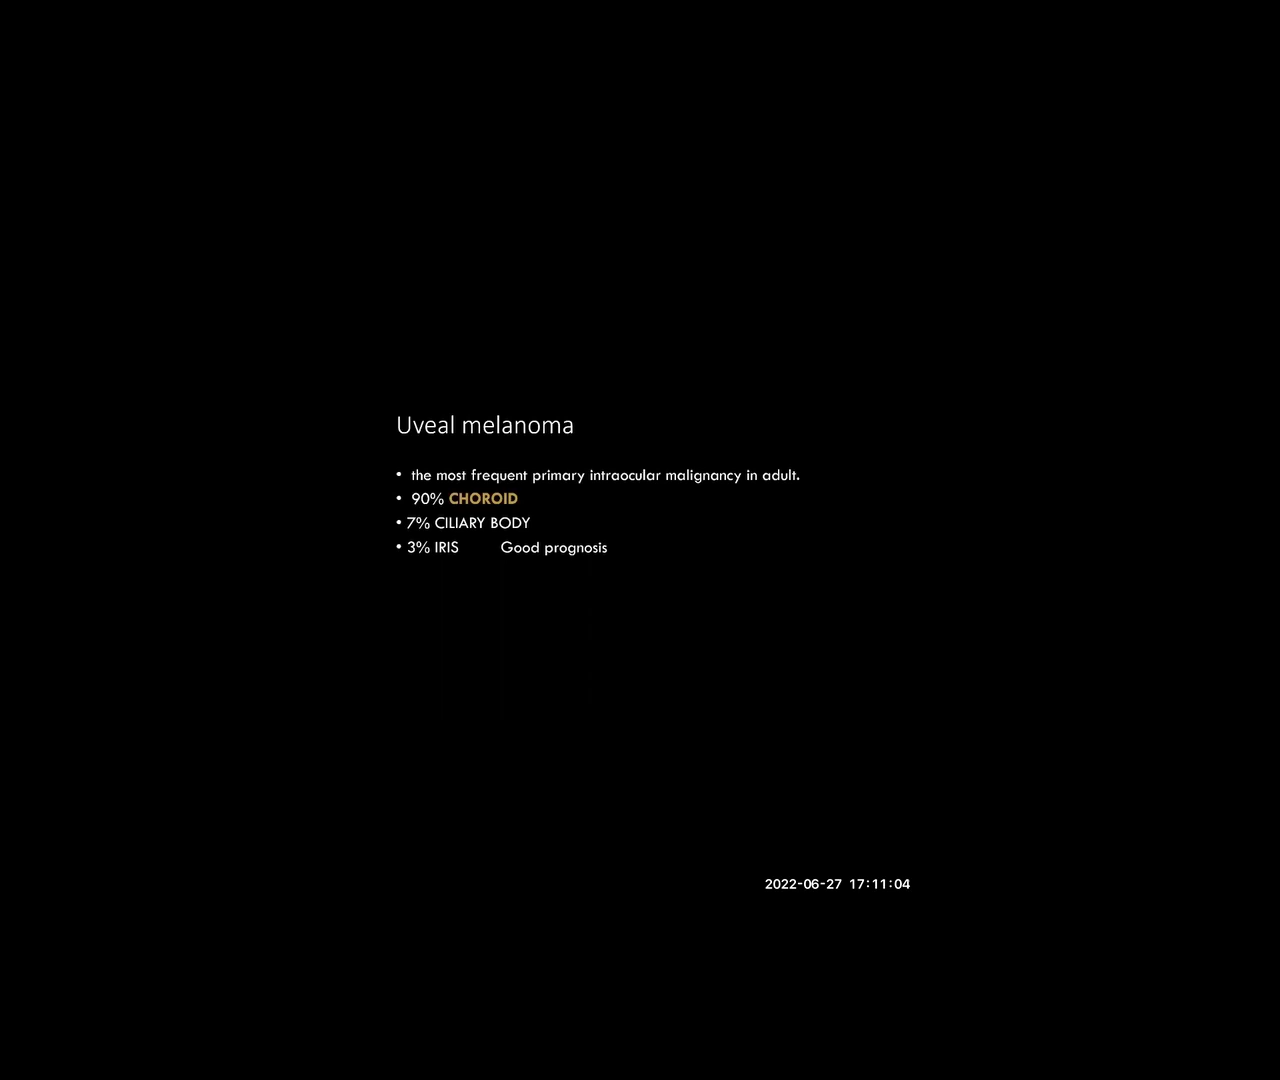 Uveal melanoma
• the most frequent primary intraocular malignancy in adult.
• 90% CHOROID
• 7% CILIARY BODY
• 3% IRIS Good prognosis
2022-06-27 17:11:04